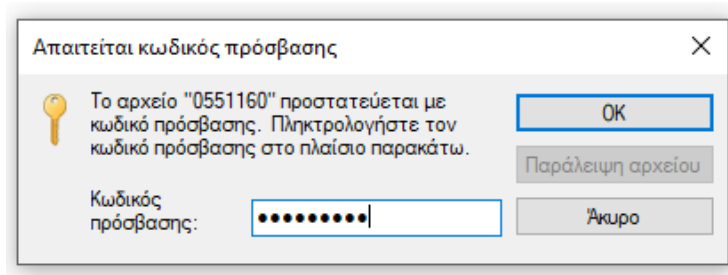 Απαιτείται κωδικός πρόσβασης
Το αρχείο "0551160" προστατεύεται με
κωδικό πρόσβασης. Πληκτρολογήστε τον
κωδικό πρόσβασης στο πλαίσιο παρακάτω.
OK
Παράλειψη αρχείου
Κωδικός
πρόσβασης:
●●●●●●●●●
Άκυρο